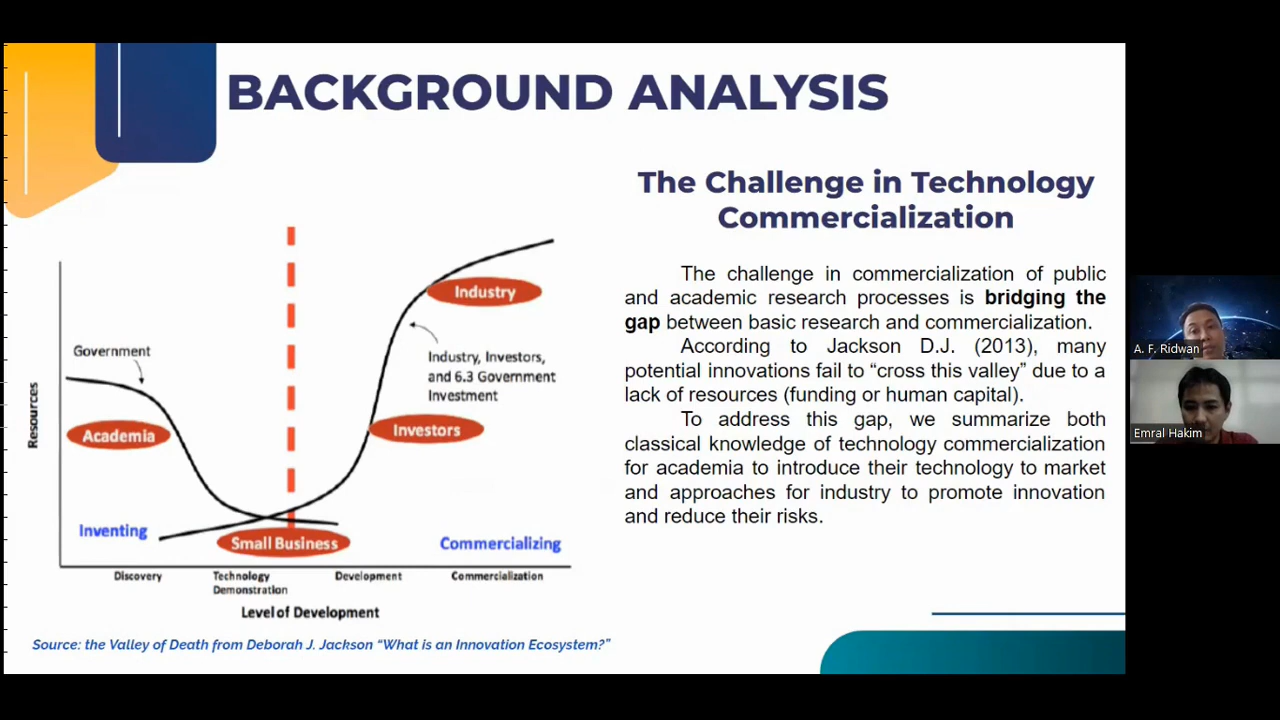 BACKGROUND ANALYSIS
The Challenge in Technology
Commercialization
The challenge in commercialization of public
and academic research processes is bridging the
gap between basic research and commercialization.
According to Jackson D.J. (2013), many
potential innovations fail to “cross this valley” due to a
lack of resources (funding or human capital).
To address this gap, we summarize both
classical knowledge of technology commercialization
for academia to introduce their technology to market
and approaches for industry to promote innovation
and reduce their risks.
Resources
Government
Academia
Inventing
Small Business
Industry
Industry, Investors,
and 6.3 Government
Investment
Investors
Commercializing
Discovery
Technology
Demonstration
Development
Commercialization
Level of Development
Source: the Valley of Death from Deborah J. Jackson “What is an Innovation Ecosystem?”
A. F. Ridwan
Emral Hakim